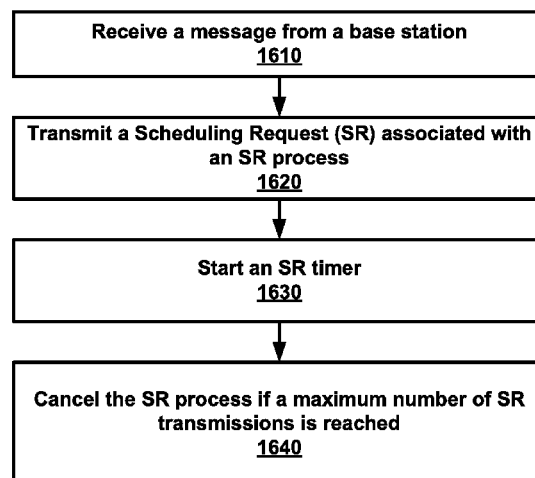 Receive a message from a base station
1610
Transmit a Scheduling Request (SR) associated with
an SR process
1620
Start an SR timer
1630
Cancel the SR process if a maximum number of SR
transmissions is reached
1640